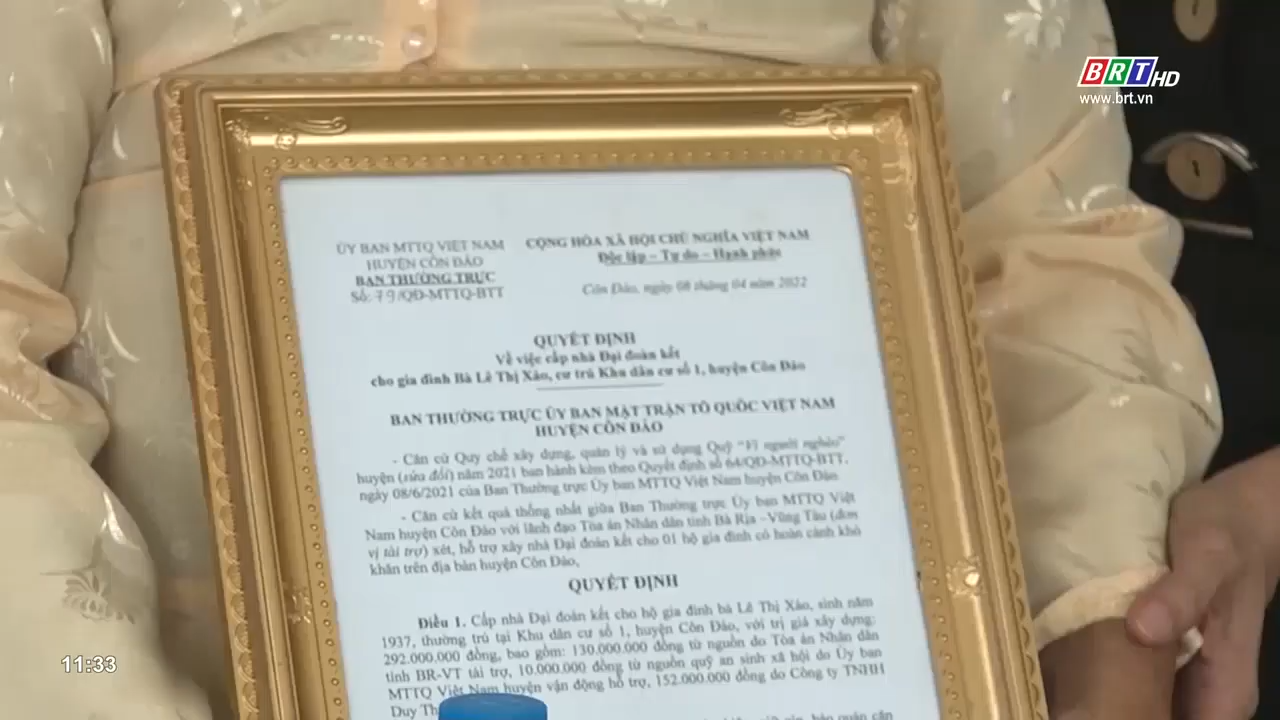 BRT HD
www.brt.vn
ỦY BAN MTTQ VIỆT NAM
HUYỆN CÔN ĐẢO
BAN THƯỜNG TRỰC
Số: 79/QĐ-MTTQ-BTT
CỘNG HÒA XÃ HỘI CHỦ NGHĨA VIỆT NAM
Độc lập – Tự do – Hạnh phúc
Côn Đảo, ngày 08 tháng 04 năm 2022
QUYẾT ĐỊNH
Về việc cấp nhà Đại đoàn kết
cho gia đình Bà Lê Thị Xảo, cư trú Khu dân cư số 1, huyện Côn Đảo
BAN THƯỜNG TRỰC ỦY BAN MẶT TRẬN TỔ QUỐC VIỆT NAM
HUYỆN CÔN ĐẢO
- Căn cứ Quy chế xây dựng, quản lý và sử dụng Quỹ "Vì người nghèo"
huyện (sửa đổi) năm 2021 ban hành kèm theo Quyết định số 64/QĐ-MTTQ-BTT,
ngày 08/6/2021 của Ban Thường trực Ủy ban MTTQ Việt Nam huyện Côn Đảo
- Căn cứ kết quả thống nhất giữa Ban Thường trực Ủy ban MTTQ Việt
Nam huyện Côn Đảo với lãnh đạo Tòa án Nhân dân tỉnh Bà Rịa - Vũng Tàu (đơn
vị tài trợ) xét, hỗ trợ xây nhà Đại đoàn kết cho 01 hộ gia đình có hoàn cảnh khó
khăn trên địa bàn huyện Côn Đảo,
QUYẾT ĐỊNH
Điều 1. Cấp nhà Đại đoàn kết cho hộ gia đình bà Lê Thị Xảo, sinh năm
1937, thường trú tại Khu dân cư số 1, huyện Côn Đảo, với trị giá xây dựng:
292.000.000 đồng, bao gồm: 130.000.000 đồng từ nguồn do Tòa án Nhân dân
tỉnh BR-VT tài trợ, 10.000.000 đồng từ nguồn quỹ an sinh xã hội do Ủy ban
MTTQ Việt Nam huyện vận động hỗ trợ, 152.000.000 đồng do Công ty TNHH
Duy
bảo quản căn
11:33